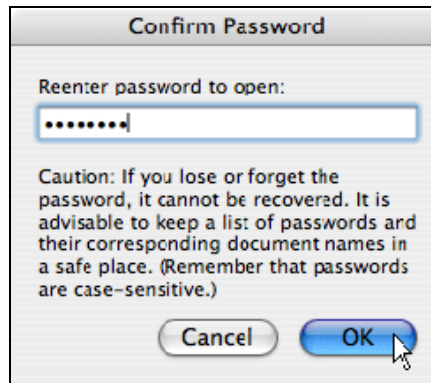 Confirm Password
Reenter password to open:
••••••••
Caution: If you lose or forget the
password, it cannot be recovered. It is
advisable to keep a list of passwords and
their corresponding document names in
a safe place. (Remember that passwords
are case-sensitive.)
Cancel OK